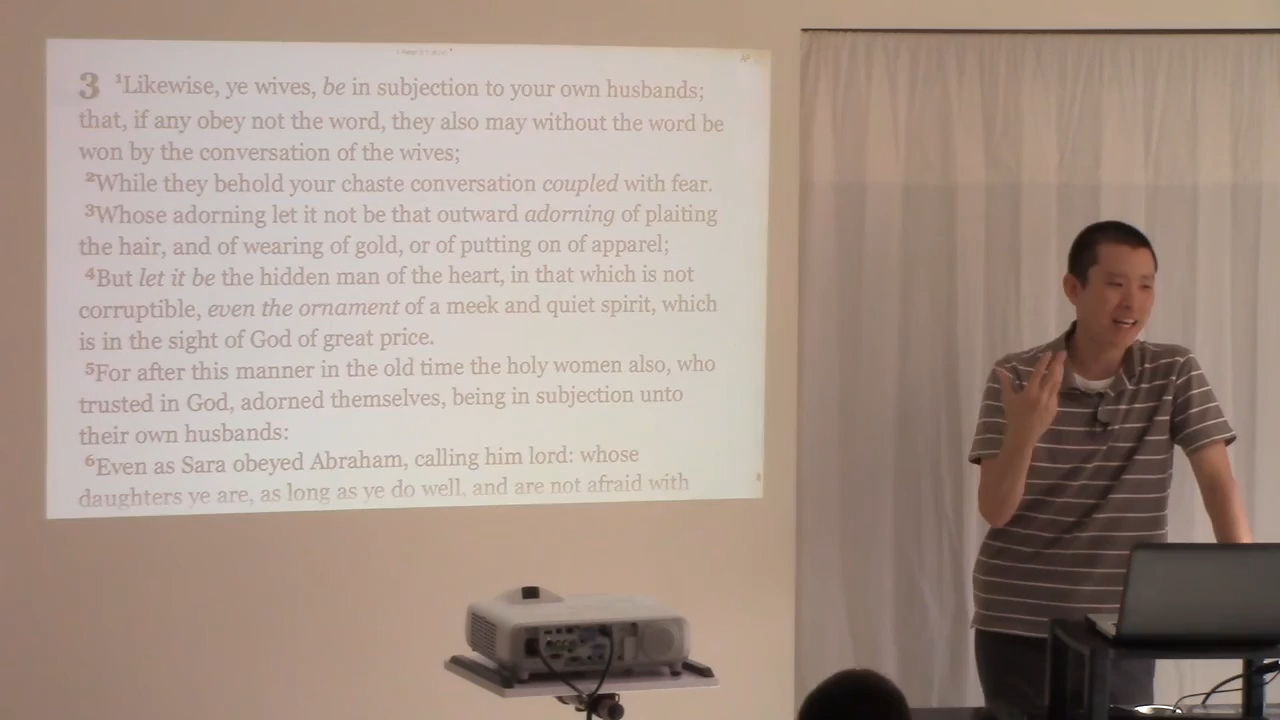 3 ¹Likewise, ye wives, be in subjection to your own husbands;
that, if any obey not the word, they also may without the word be
won by the conversation of the wives;
²While they behold your chaste conversation coupled with fear.
³Whose adorning let it not be that outward adorning of plaiting
the hair, and of wearing of gold, or of putting on of apparel;
⁴But let it be the hidden man of the heart, in that which is not
corruptible, even the ornament of a meek and quiet spirit, which
is in the sight of God of great price.
⁵For after this manner in the old time the holy women also, who
trusted in God, adorned themselves, being in subjection unto
their own husbands:
⁶Even as Sara obeyed Abraham, calling him lord: whose
daughters ye are, as long as ye do well, and are not afraid with